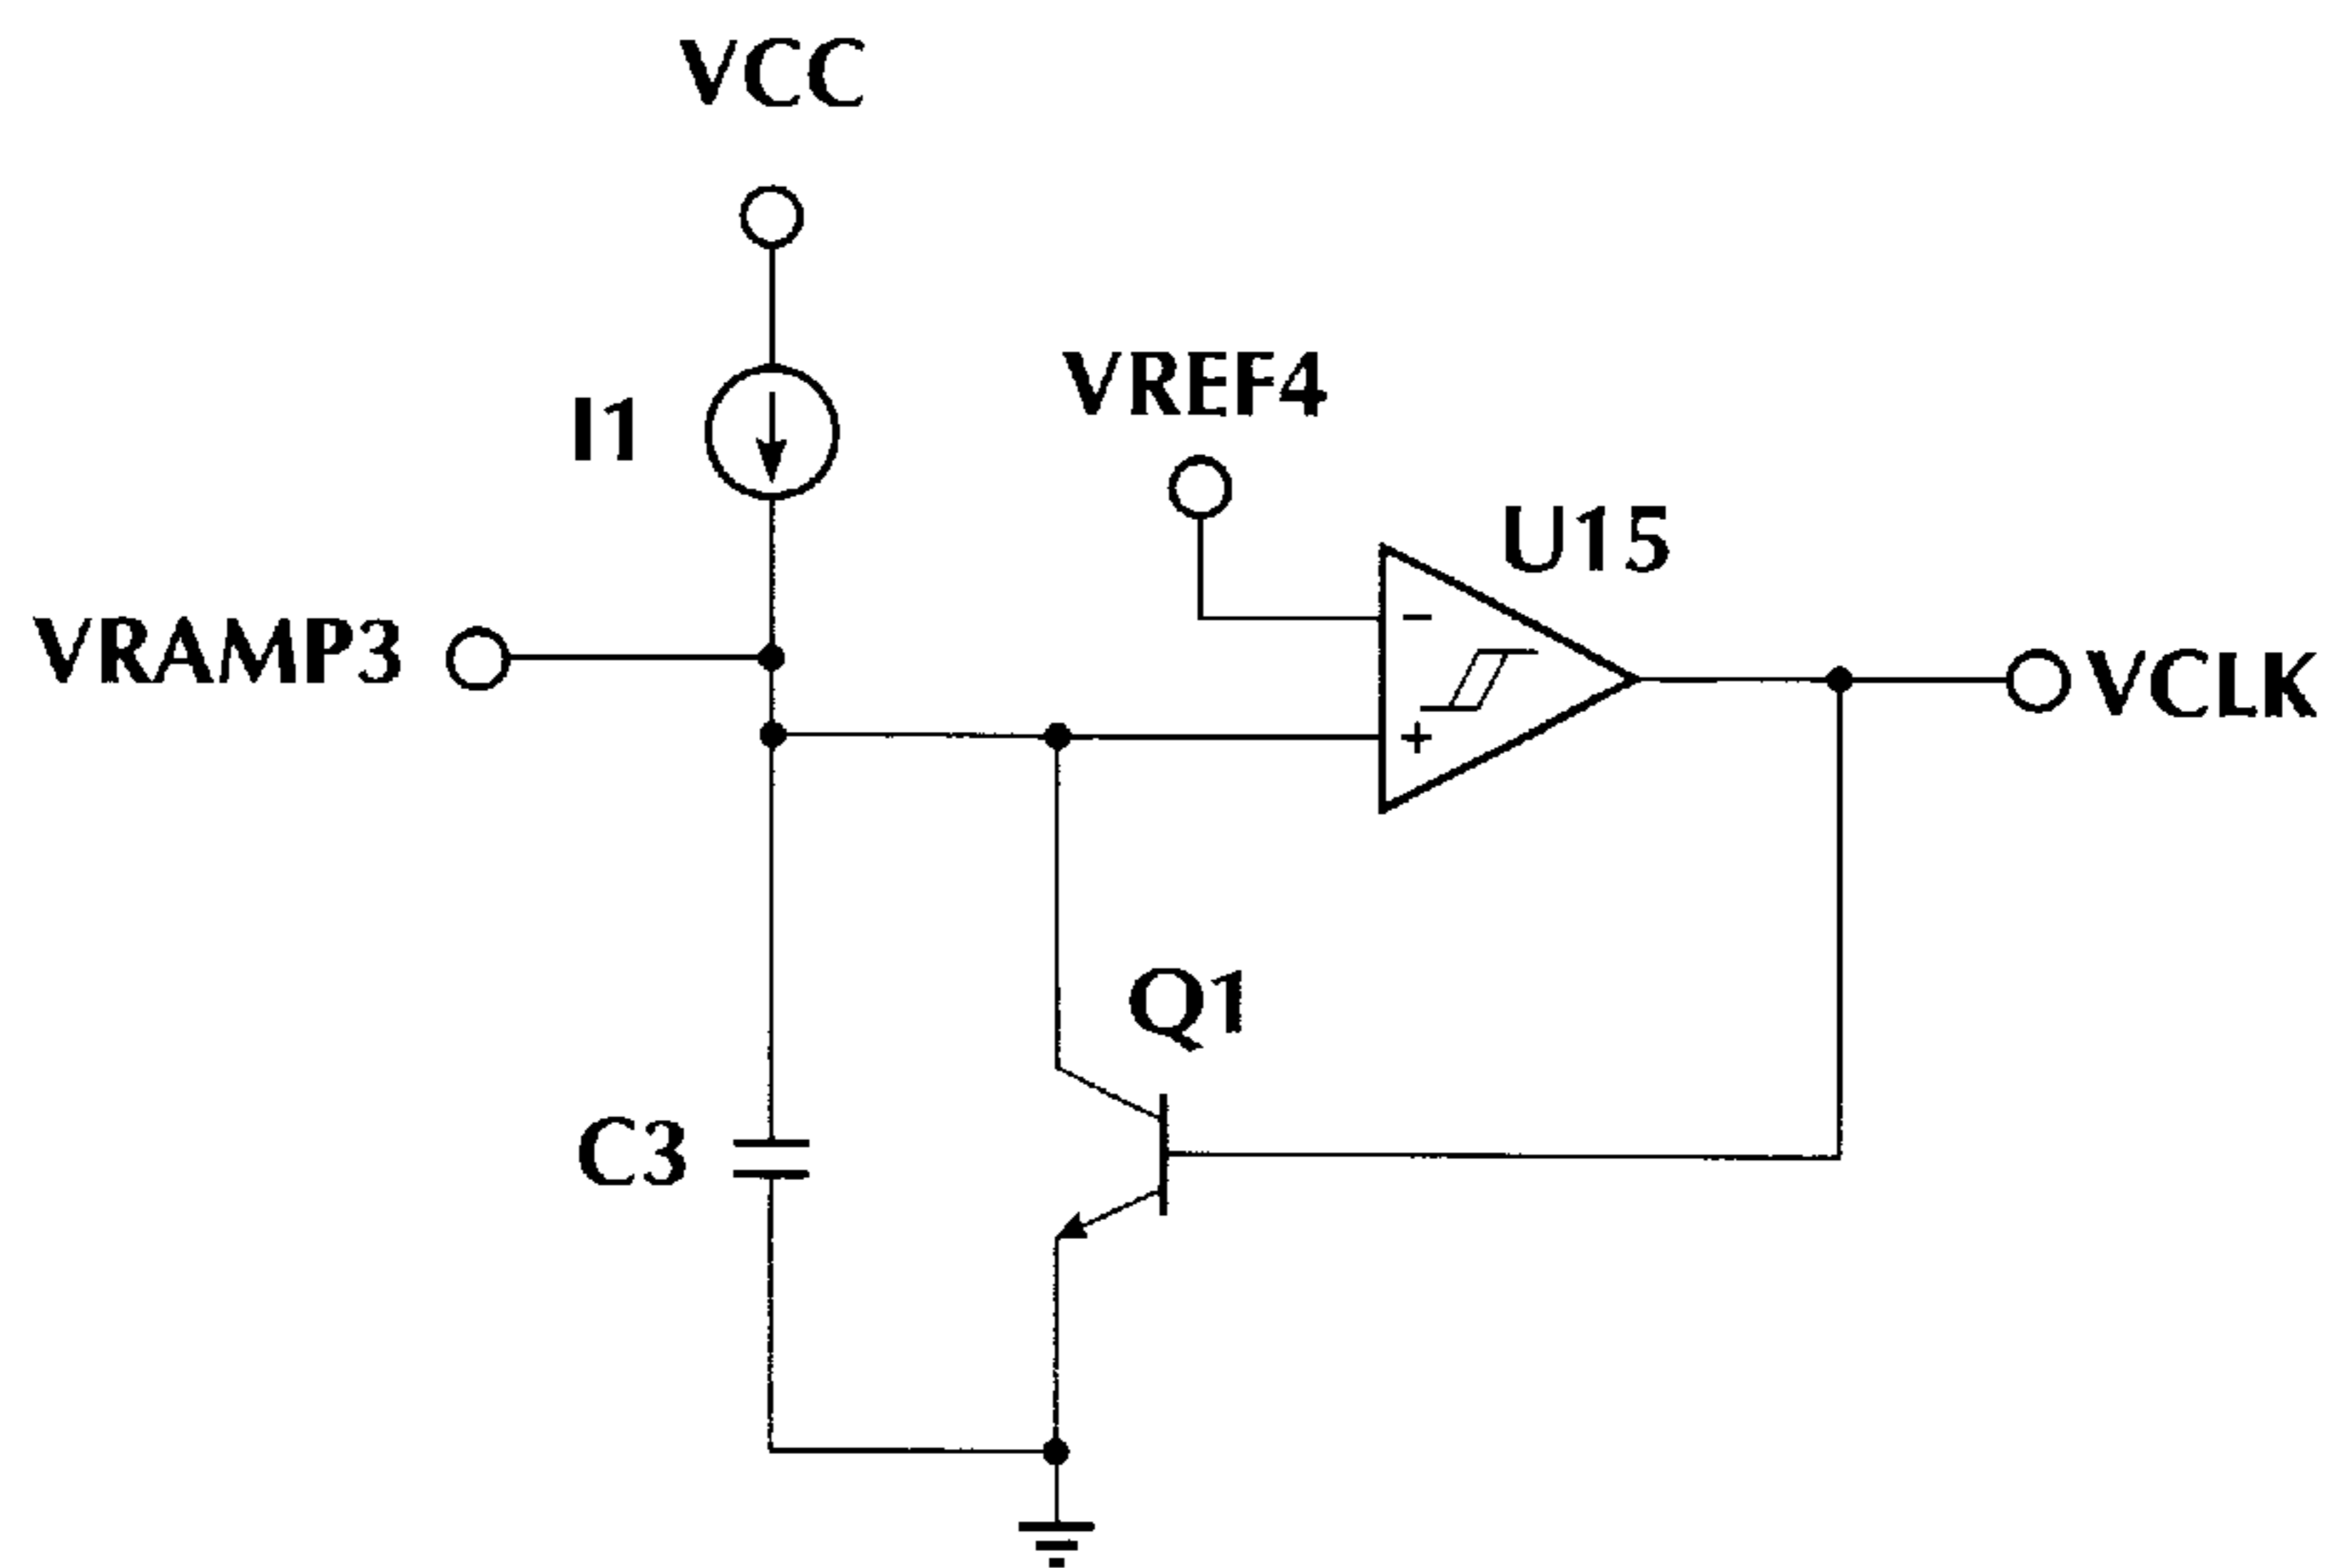 VCC
I1
VREF4
U15
VRAMP3
VCLK
−
+
Q1
C3